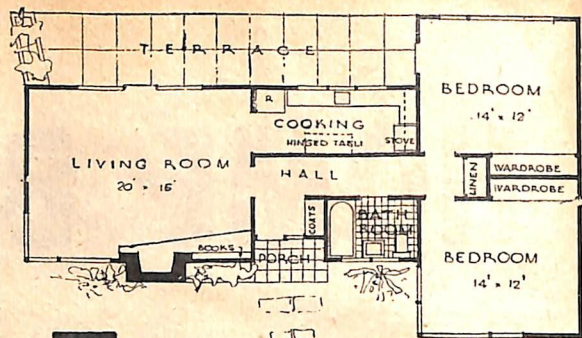 TERRACE
BEDROOM
14' x 12'
R
COOKING
HINGED TABLE
STOVE
LIVING ROOM
20' x 15'
HALL
LINEN
WARDROBE
WARDROBE
COATS
BATH
ROOM
BOOKS
PORCH
BEDROOM
14' x 12'